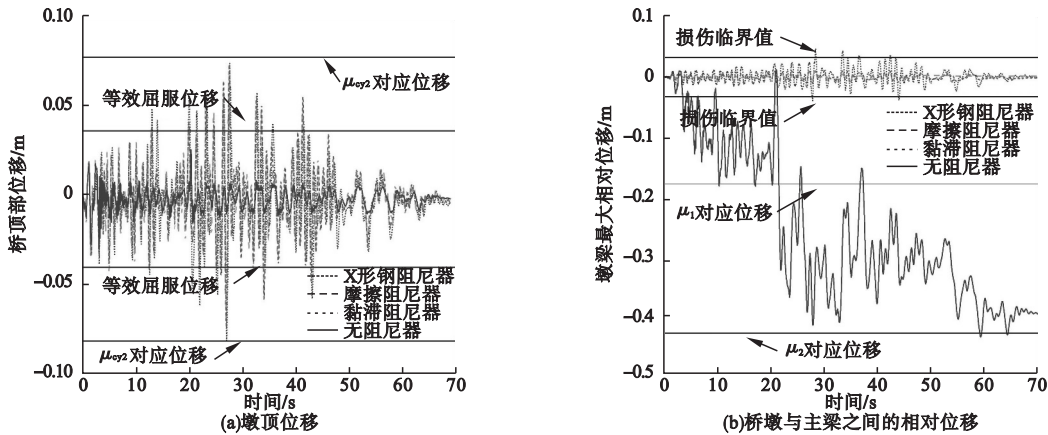 0.10
0.05
0
−0.05
−0.10
桥顶部位移/m
μcy2对应位移
等效屈服位移
等效屈服位移
X形钢阻尼器
摩擦阻尼器
黏滞阻尼器
无阻尼器
μcy2对应位移
0 10 20 30 40 50 60 70
时间/s
(a)墩顶位移
0.1
0
−0.1
−0.2
−0.3
−0.4
−0.5
墩梁最大相对位移/m
损伤临界值
损伤临界值
X形钢阻尼器
摩擦阻尼器
黏滞阻尼器
无阻尼器
μ1对应位移
μ2对应位移
0 10 20 30 40 50 60 70
时间/s
(b)桥墩与主梁之间的相对位移